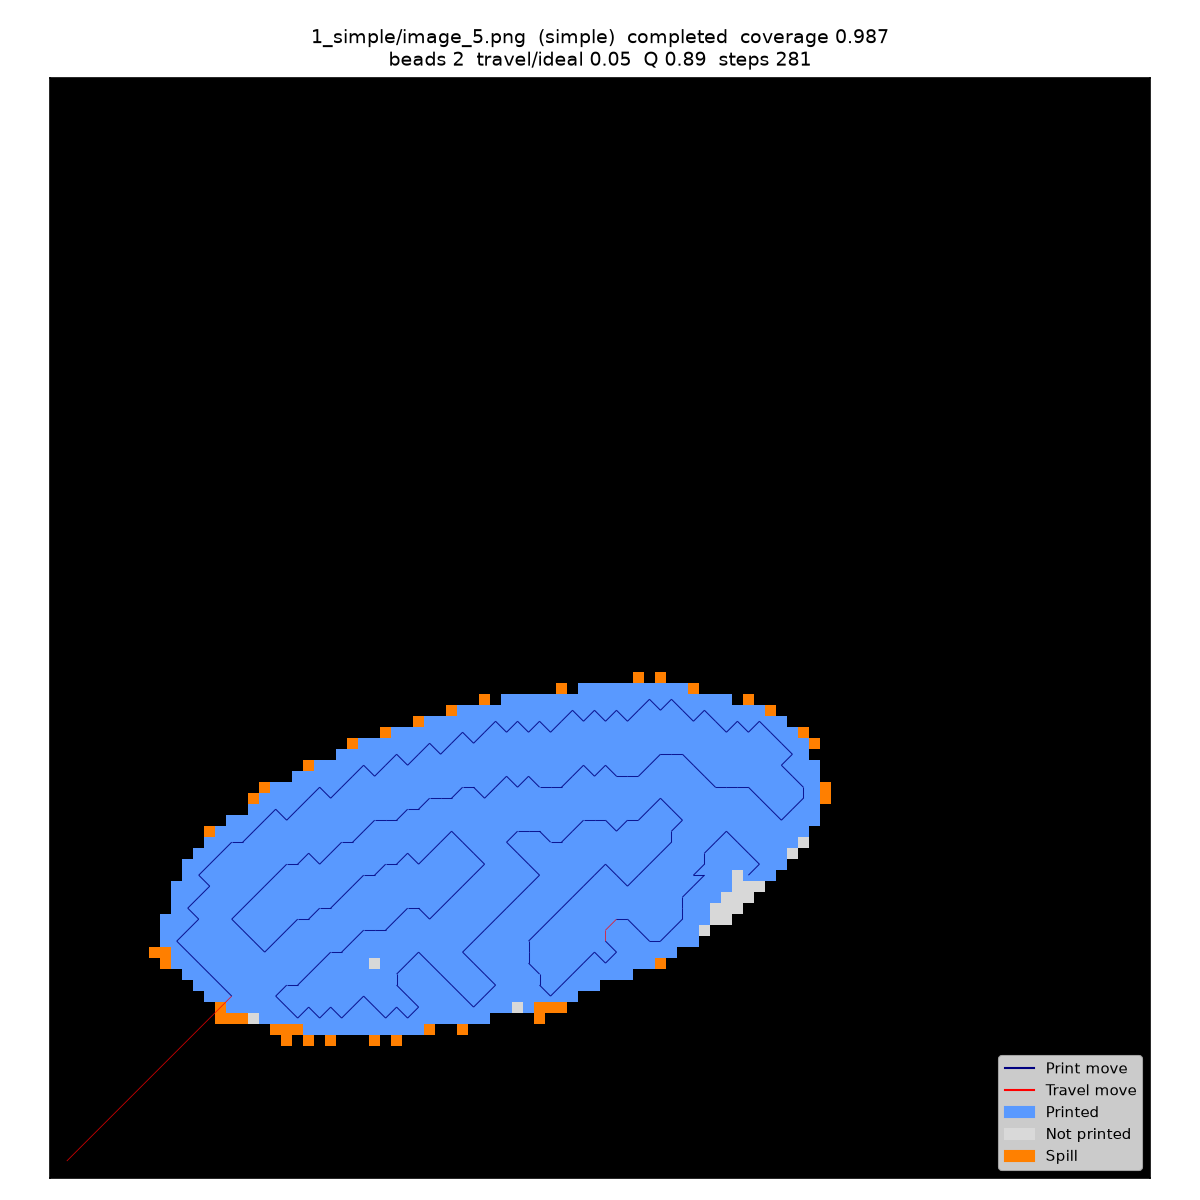 1_simple/image_5.png  (simple)  completed  coverage 0.987
beads 2  travel/ideal 0.05  Q 0.89  steps 281
Print move
Travel move
Printed
Not printed
Spill